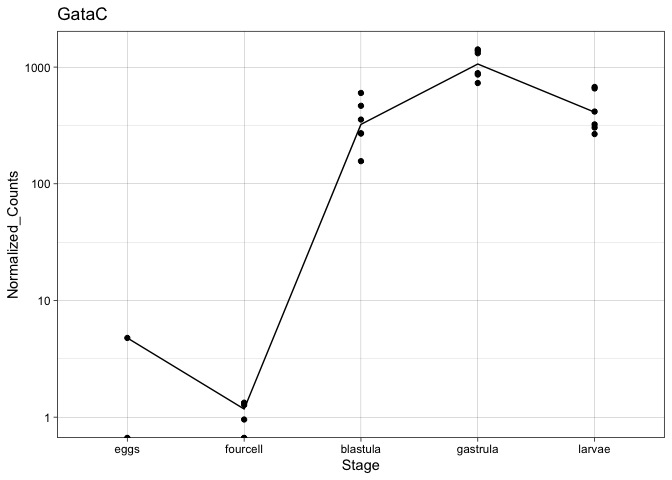 GataC
Normalized_Counts
1000
100
10
1
eggs fourcell blastula gastrula larvae
Stage